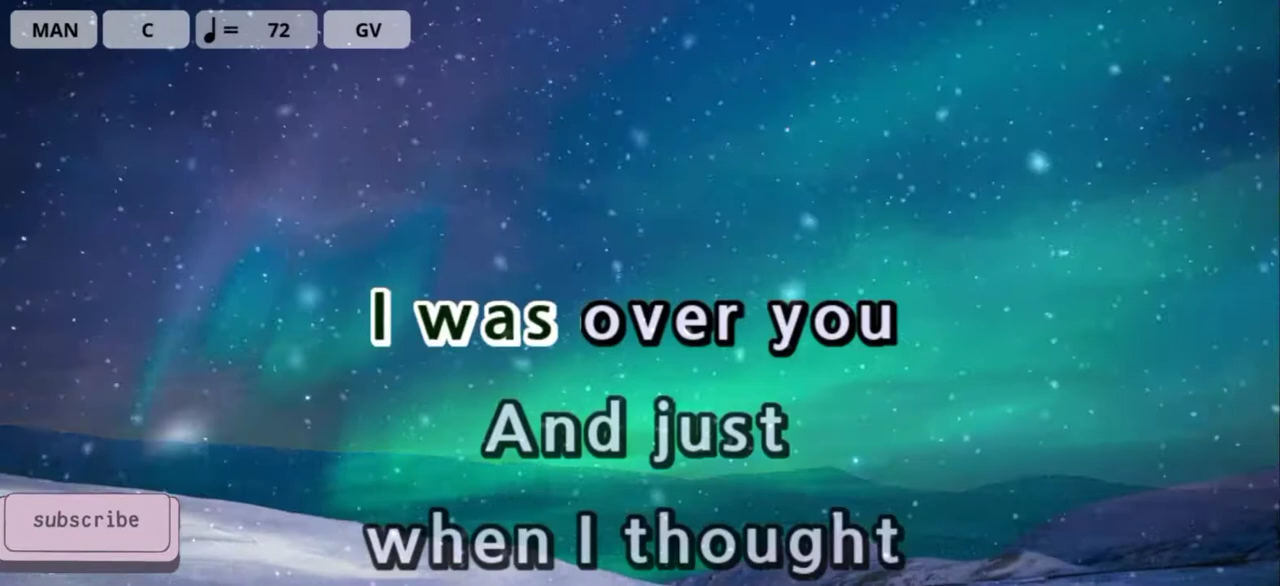 MAN C ♩= 72 GV
I was over you
And just
when I thought
subscribe